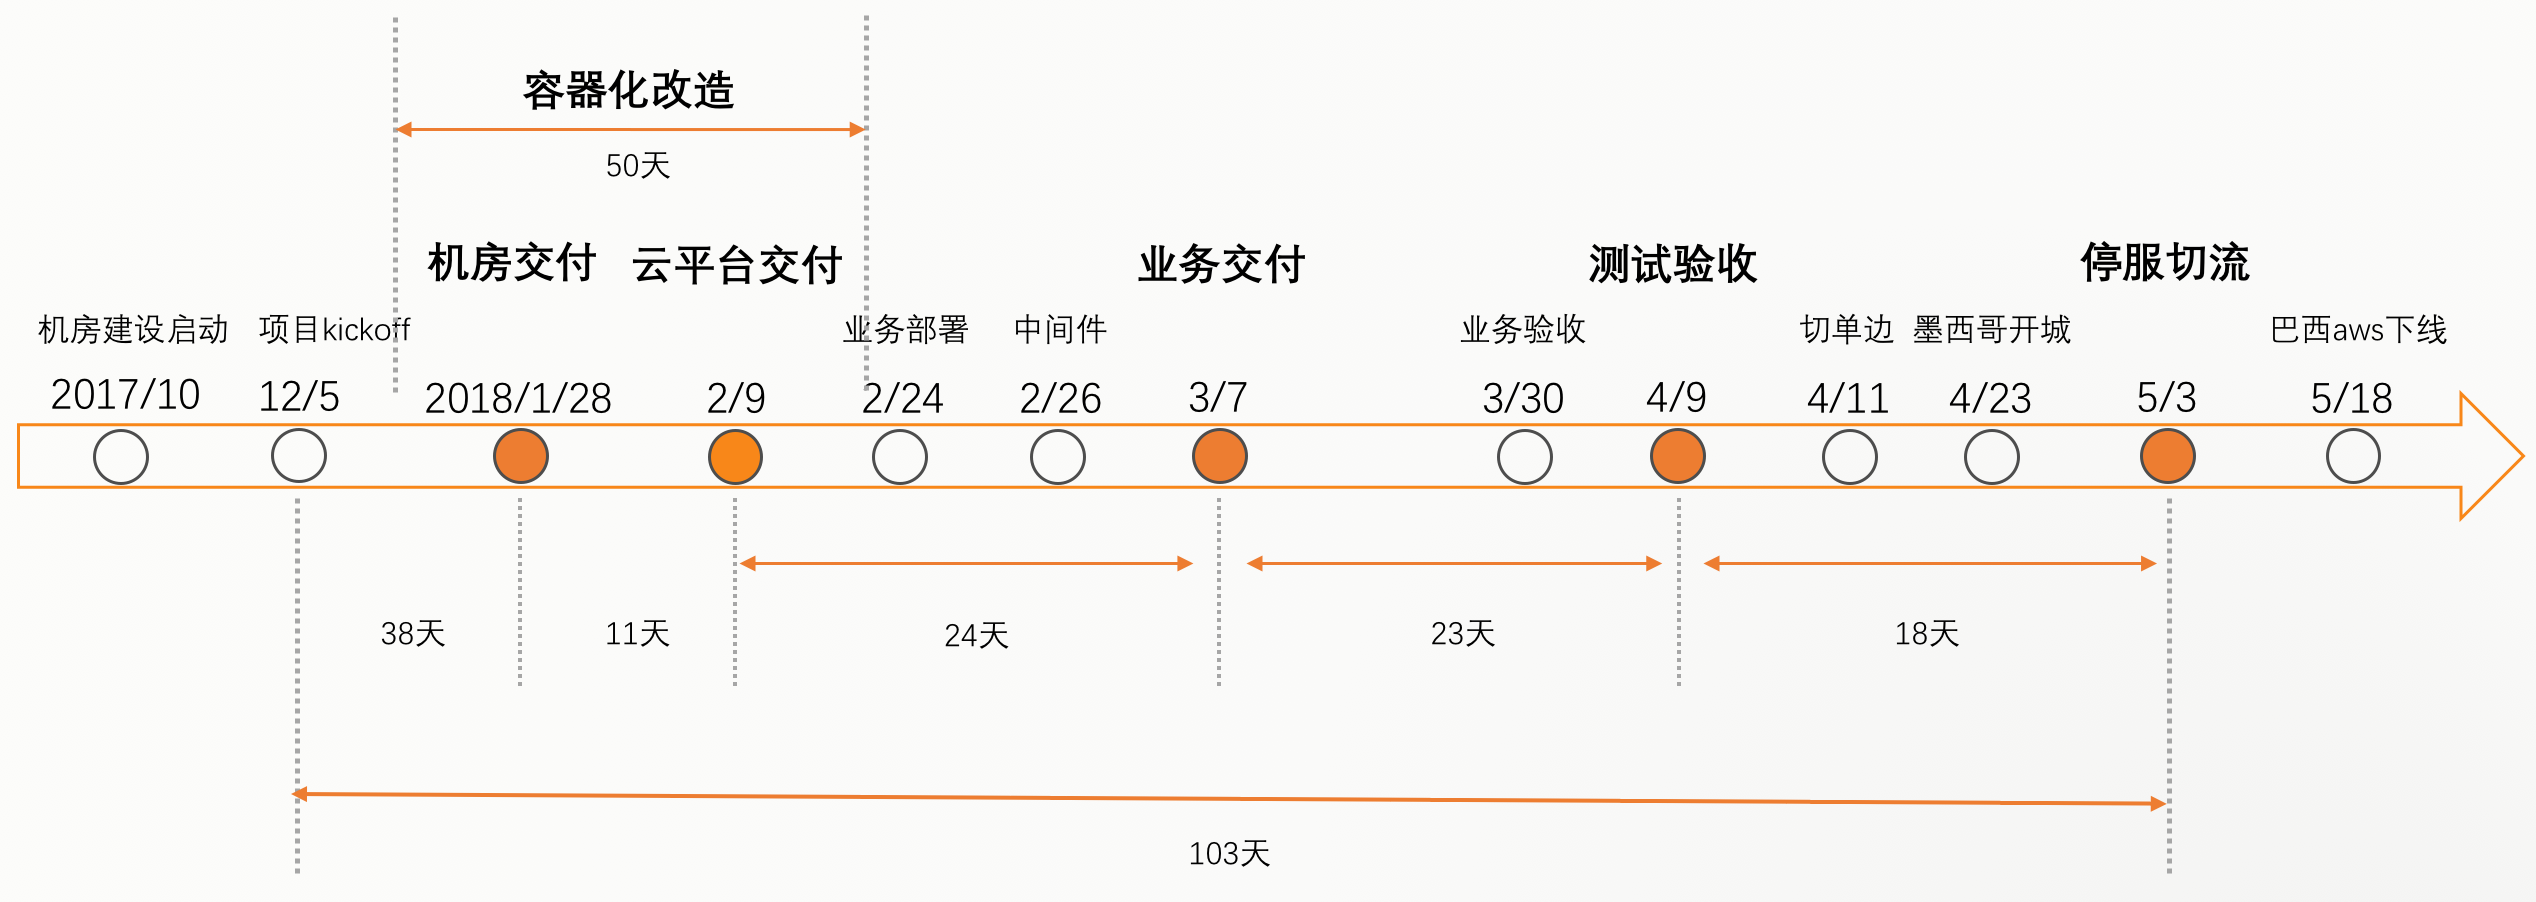 容器化改造
50天
机房交付
云平台交付
业务交付
测试验收
停服切流
机房建设启动
项目kickoff
业务部署
中间件
业务验收
切单边
墨西哥开城
巴西aws下线
2017/10
12/5
2018/1/28
2/9
2/24
2/26
3/7
3/30
4/9
4/11
4/23
5/3
5/18
38天
11天
24天
23天
18天
103天